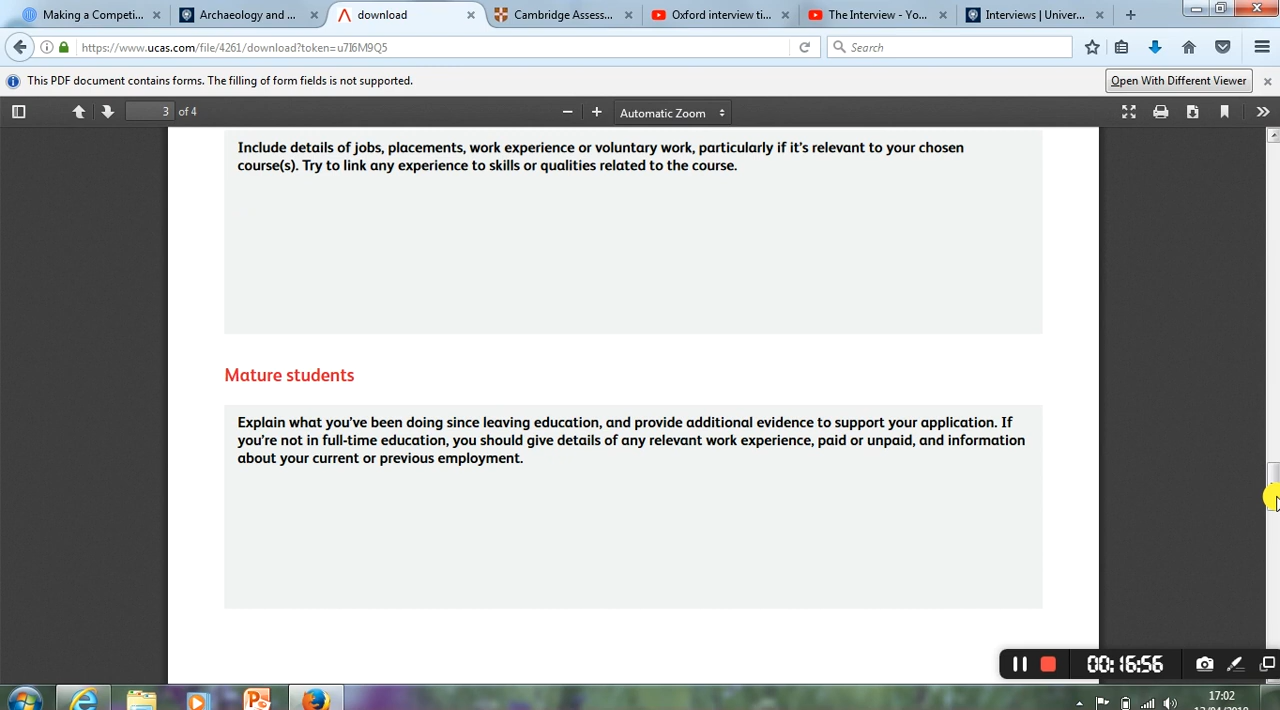 Making a Competi...
Archaeology and ...
download
Cambridge Assess...
Oxford interview ti...
The Interview - Yo...
Interviews | Univer...
https://www.ucas.com/file/4261/download?token=u7I6M9Q5
Search
This PDF document contains forms. The filling of form fields is not supported.
Open With Different Viewer
3 of 4
Automatic Zoom
Include details of jobs, placements, work experience or voluntary work, particularly if it's relevant to your chosen
course(s). Try to link any experience to skills or qualities related to the course.
Mature students
Explain what you've been doing since leaving education, and provide additional evidence to support your application. If
you're not in full-time education, you should give details of any relevant work experience, paid or unpaid, and information
about your current or previous employment.
00:16:56
17:02